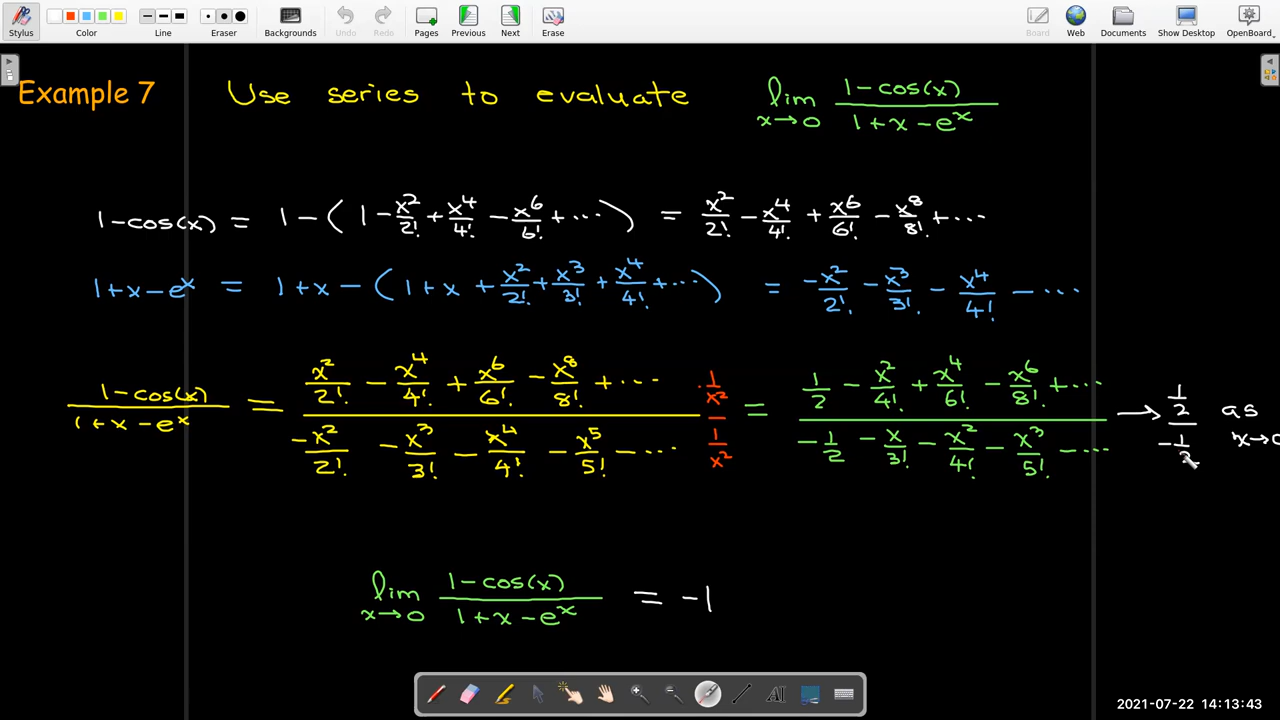 Stylus Color Line Eraser Backgrounds Undo Redo Pages Previous Next Erase Board Web Documents Show Desktop OpenBoard
Example 7 Use series to evaluate lim x→0 (1-cos(x))/(1+x-e^x)
1-cos(x) = 1-(1-x²/2!+x⁴/4!-x⁶/6!+⋯) = x²/2!-x⁴/4!+x⁶/6!-x⁸/8!+⋯
1+x-e^x = 1+x-(1+x+x²/2!+x³/3!+x⁴/4!+⋯) = -x²/2!-x³/3!-x⁴/4!-⋯
(1-cos(x))/(1+x-e^x) = (x²/2!-x⁴/4!+x⁶/6!-x⁸/8!+⋯)/(-x²/2!-x³/3!-x⁴/4!-x⁵/5!-⋯) · (1/x²)/(1/x²) = (1/2-x²/4!+x⁴/6!-x⁶/8!+⋯)/(-1/2-x/3!-x²/4!-x³/5!-⋯) → (1/2)/(-1/2) as x→0
lim x→0 (1-cos(x))/(1+x-e^x) = -1
AI
2021-07-22 14:13:43